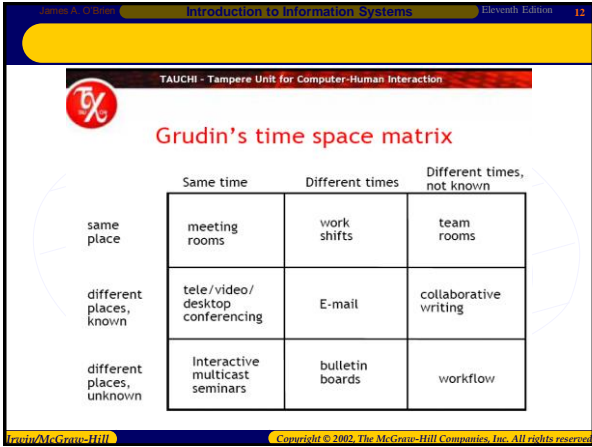 James A. O'Brien Introduction to Information Systems Eleventh Edition 12
TAUCHI - Tampere Unit for Computer-Human Interaction
Grudin's time space matrix
Same time Different times Different times,
not known
same
place
meeting
rooms
work
shifts
team
rooms
different
places,
known
tele/video/
desktop
conferencing
E-mail
collaborative
writing
different
places,
unknown
Interactive
multicast
seminars
bulletin
boards
workflow
Irwin/McGraw-Hill Copyright © 2002, The McGraw-Hill Companies, Inc. All rights reserved